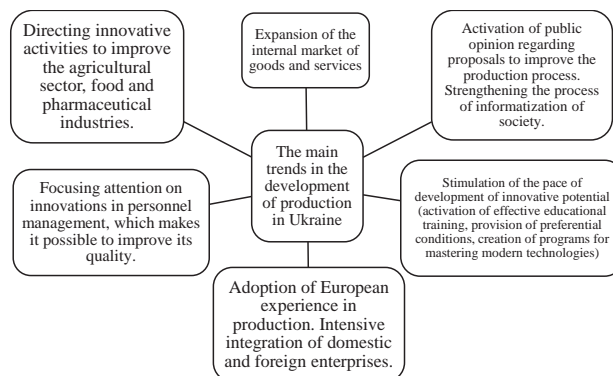 Directing innovative
activities to improve
the agricultural
sector, food and
pharmaceutical
industries.
Expansion of the
internal market of
goods and services
Activation of public
opinion regarding
proposals to improve the
production process.
Strengthening the process
of informatization of
society.
The main
trends in the
development
of production
in Ukraine
Focusing attention on
innovations in personnel
management, which makes
it possible to improve its
quality.
Stimulation of the pace of
development of innovative potential
(activation of effective educational
training, provision of preferential
conditions, creation of programs for
mastering modern technologies)
Adoption of European
experience in
production. Intensive
integration of domestic
and foreign enterprises.